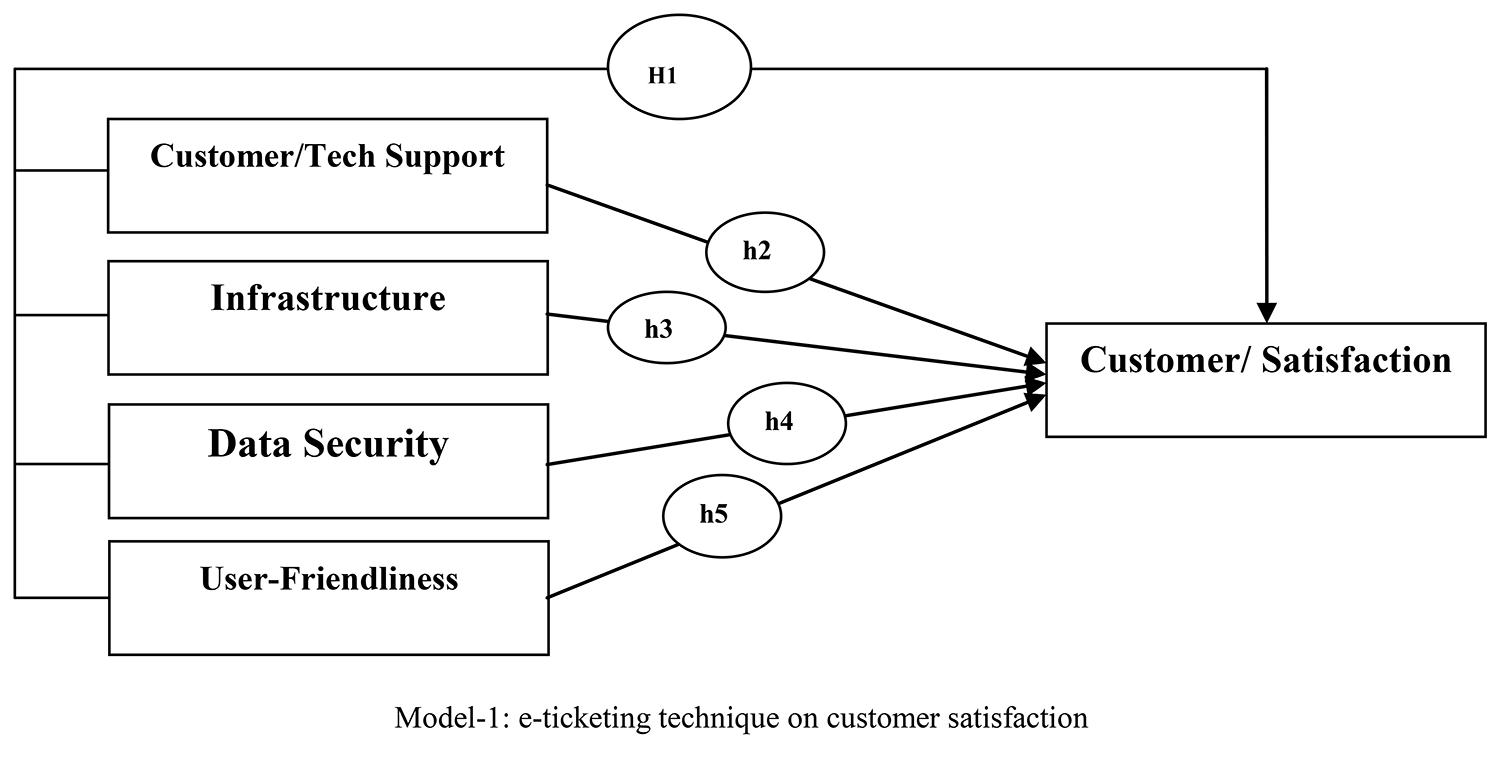 H1
Customer/Tech Support
h2
Infrastructure
h3
Customer/ Satisfaction
Data Security
h4
h5
User-Friendliness
Model-1: e-ticketing technique on customer satisfaction